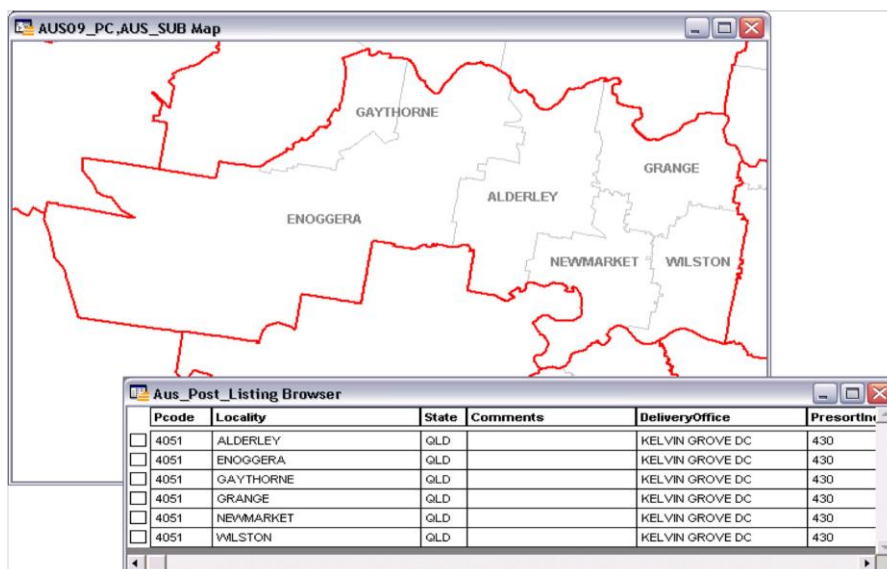 AUS09_PC,AUS_SUB Map
GAYTHORNE
GRANGE
ALDERLEY
ENOGGERA
NEWMARKET WILSTON
Aus_Post_Listing Browser
Pcode Locality State Comments DeliveryOffice PresortInd
4051 ALDERLEY QLD KELVIN GROVE DC 430
4051 ENOGGERA QLD KELVIN GROVE DC 430
4051 GAYTHORNE QLD KELVIN GROVE DC 430
4051 GRANGE QLD KELVIN GROVE DC 430
4051 NEWMARKET QLD KELVIN GROVE DC 430
4051 WILSTON QLD KELVIN GROVE DC 430